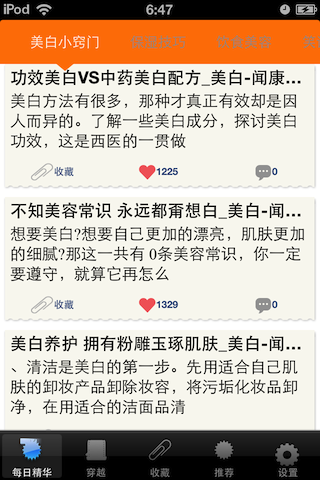 iPod 6:47
美白小窍门
功效美白VS中药美白配方_美白-闻康...
美白方法有很多，那种才真正有效却是因
人而异的。了解一些美白成分，探讨美白
功效，这是西医的一贯做
收藏 1225 0
不知美容常识 永远都甭想白_美白-闻...
想要美白?想要自己更加的漂亮，肌肤更加
的细腻?那这一共有 0条美容常识，你一定
要遵守，就算它再怎么
收藏 1329 0
美白养护 拥有粉雕玉琢肌肤_美白-闻...
、清洁是美白的第一步。先用适合自己肌
肤的卸妆产品卸除妆容，将污垢化妆品卸
净，在用适合的洁面品清
每日精华 穿越 收藏 推荐 设置